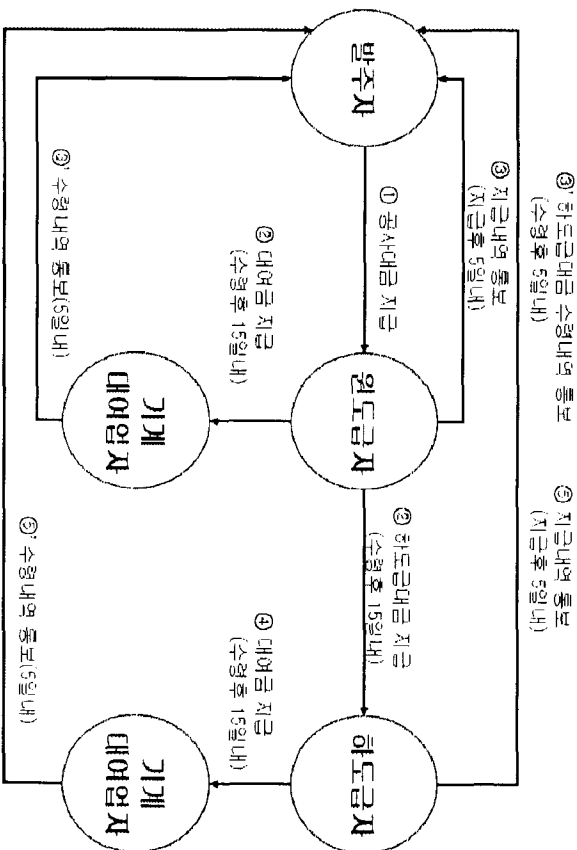 ③' 하도급대금 수령내역 통보
(수령후 5일내)
⑤ 지급내역 통보
(지급후 5일내)
③ 지급내역 통보
(지급후 5일내)
발주자
① 공사대금 지급
원도급자
② 하도급대금 지급
(수령후 15일내)
하도급자
② 대여금 지급
(수령후 15일내)
④ 대여금 지급
(수령후 15일내)
③' 수령내역 통보(5일내)
기계
대여업자
⑤' 수령내역 통보(5일내)
기계
대여업자